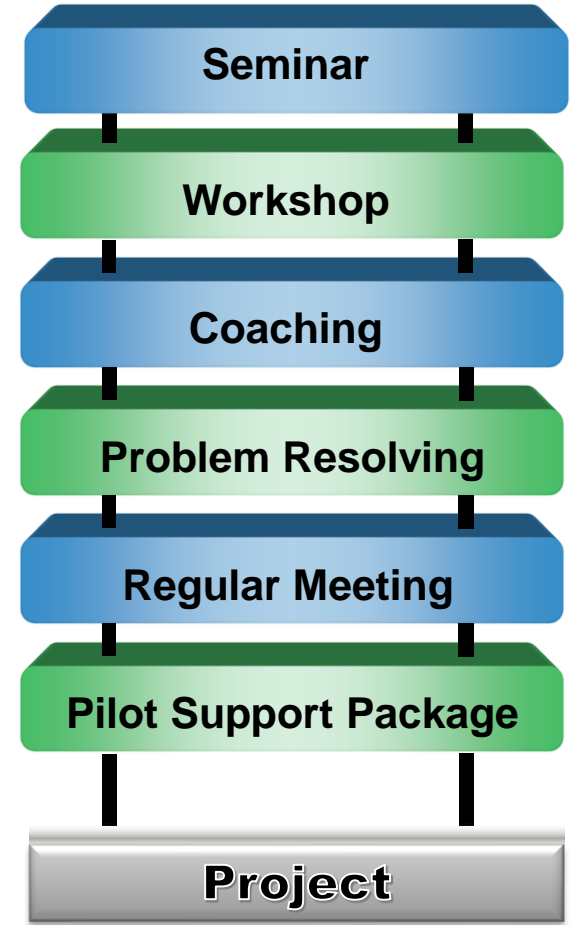 Seminar
Workshop
Coaching
Problem Resolving
Regular Meeting
Pilot Support Package
Project